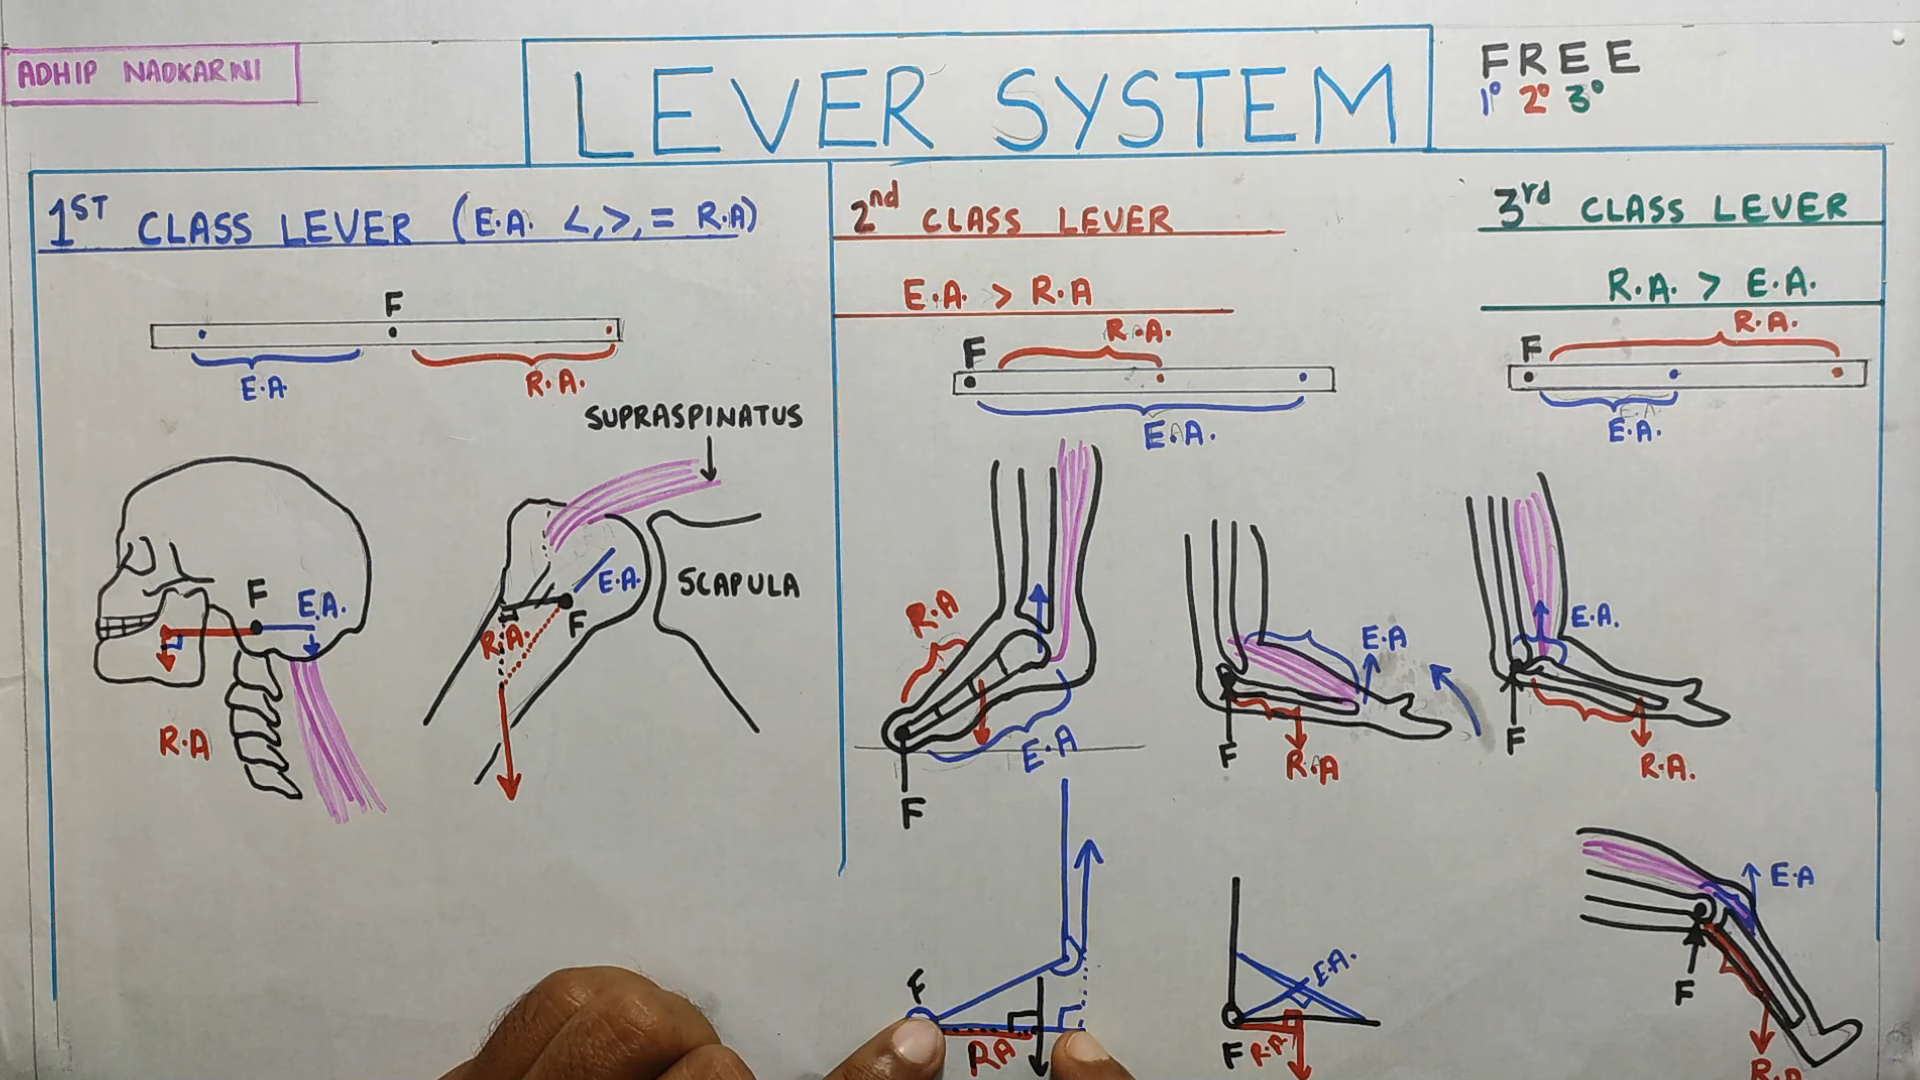 ADHIP NADKARNI
LEVER SYSTEM
FREE
1° 2° 3°
1ST CLASS LEVER (E.A. <,>,= R.A)
F
E.A
R.A.
SUPRASPINATUS
SCAPULA
F
E.A.
R.A
E.A.
F
R.A.
2nd CLASS LEVER
E.A. > R.A
R.A.
F
E.A.
R.A
E.A
F
E.A
F
R.A
F
RA
E.A.
F
R.A.
3rd CLASS LEVER
R.A. > E.A.
R.A.
F
E.A.
E.A.
F
R.A.
E.A
F
R.A